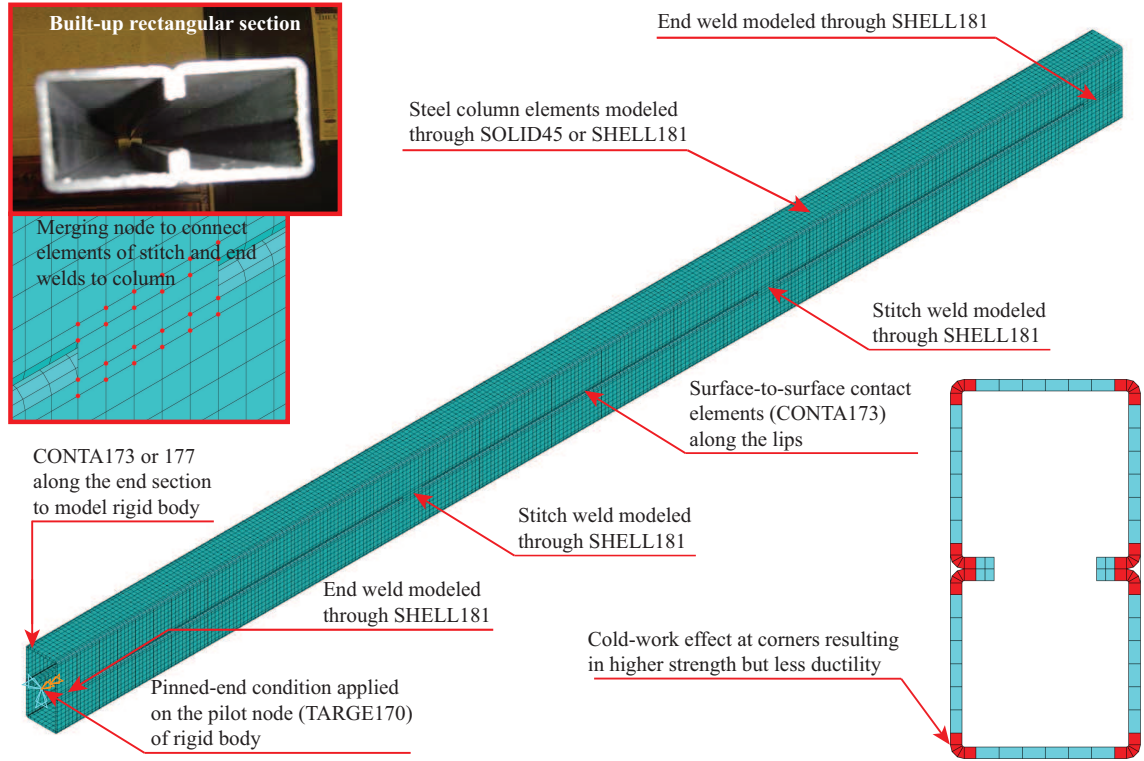 Built-up rectangular section
Merging node to connect
elements of stitch and end
welds to column
End weld modeled
through SHELL181
Steel column elements modeled
through SOLID45 or SHELL181
Stitch weld modeled
through SHELL181
Surface-to-surface contact
elements (CONTA173)
along the lips
CONTA173 or 177
along the end section
to model rigid body
Stitch weld modeled
through SHELL181
End weld modeled
through SHELL181
Pinned-end condition applied
on the pilot node (TARGE170)
of rigid body
Cold-work effect at corners resulting
in higher strength but less ductility